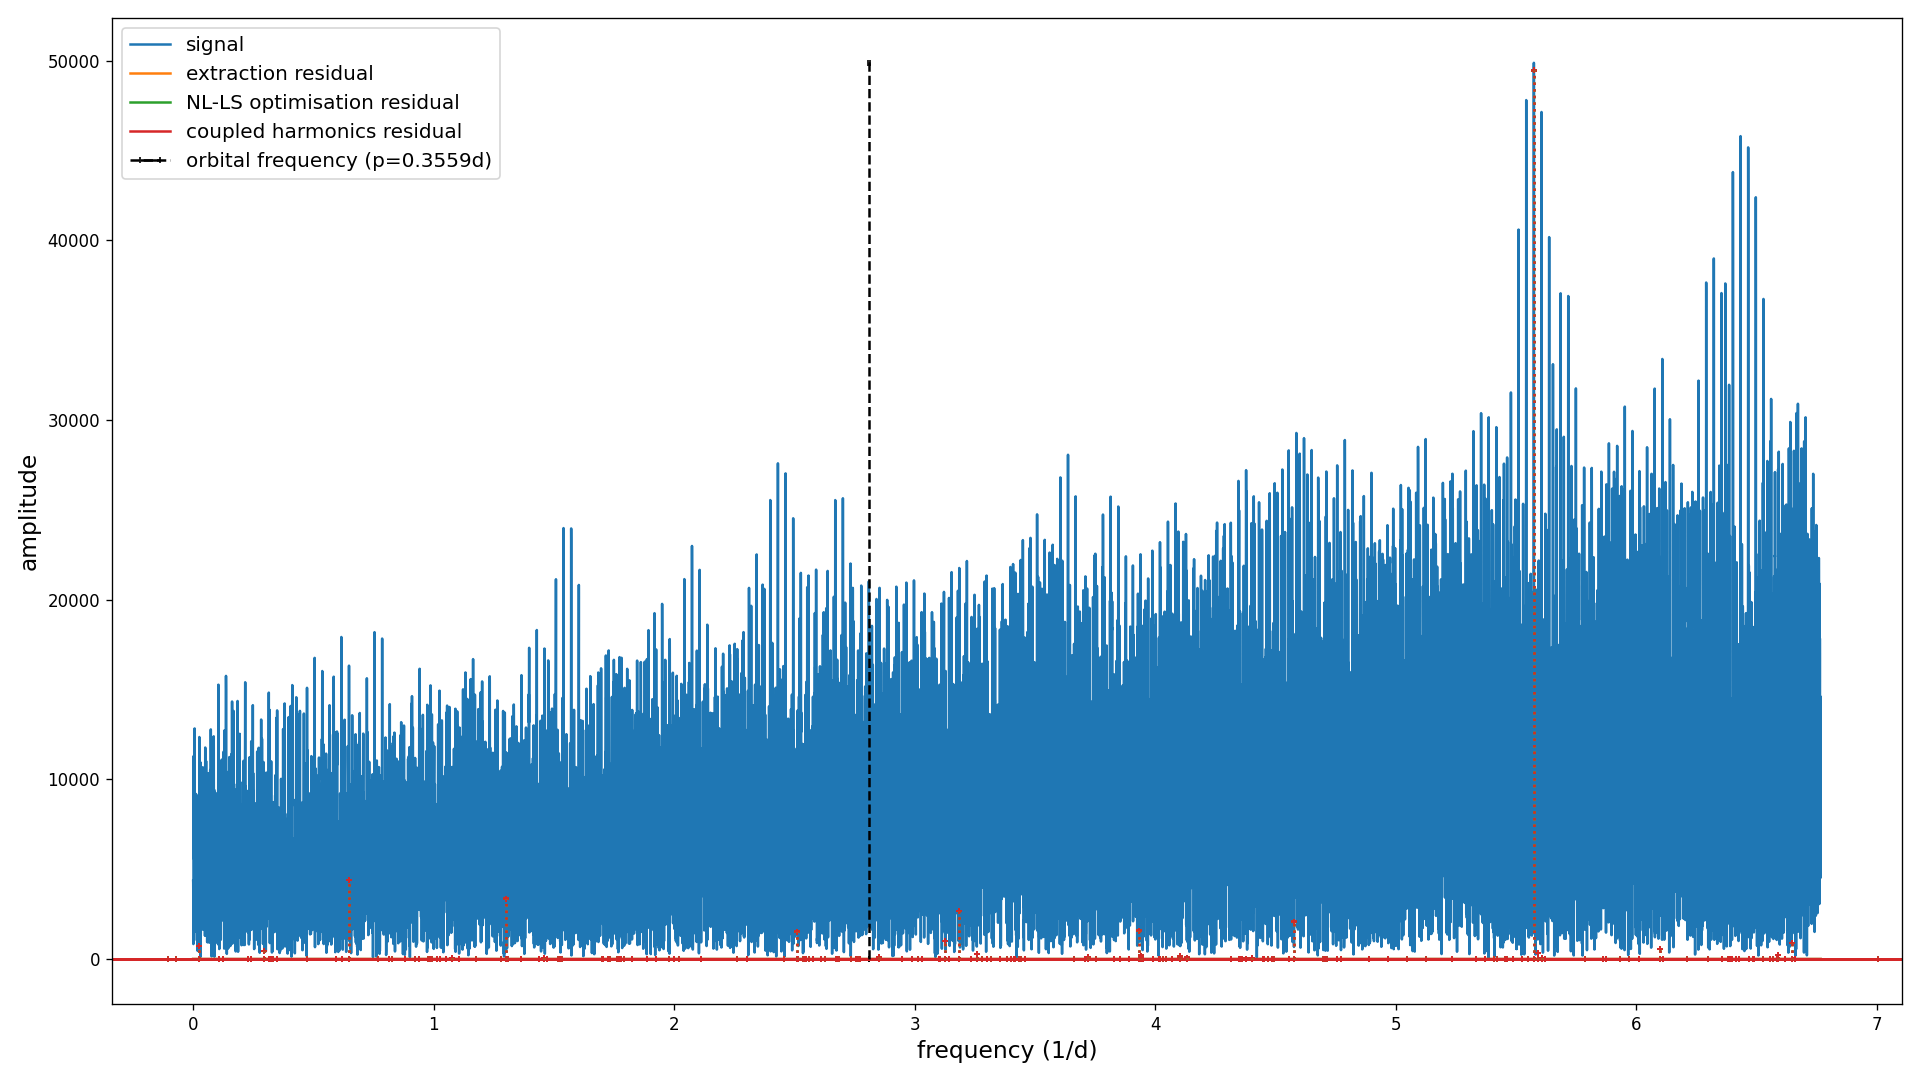 signal
extraction residual
NL-LS optimisation residual
coupled harmonics residual
orbital frequency (p=0.3559d)
50000
40000
30000
20000
10000
0
amplitude
0 1 2 3 4 5 6 7
frequency (1/d)